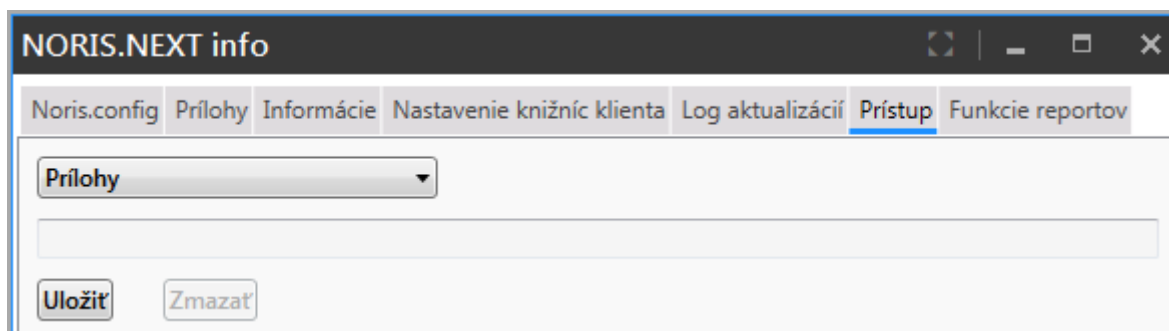 NORIS.NEXT info
Noris.config Prílohy Informácie Nastavenie knižníc klienta Log aktualizácií Prístup Funkcie reportov
Prílohy
Uložiť Zmazať